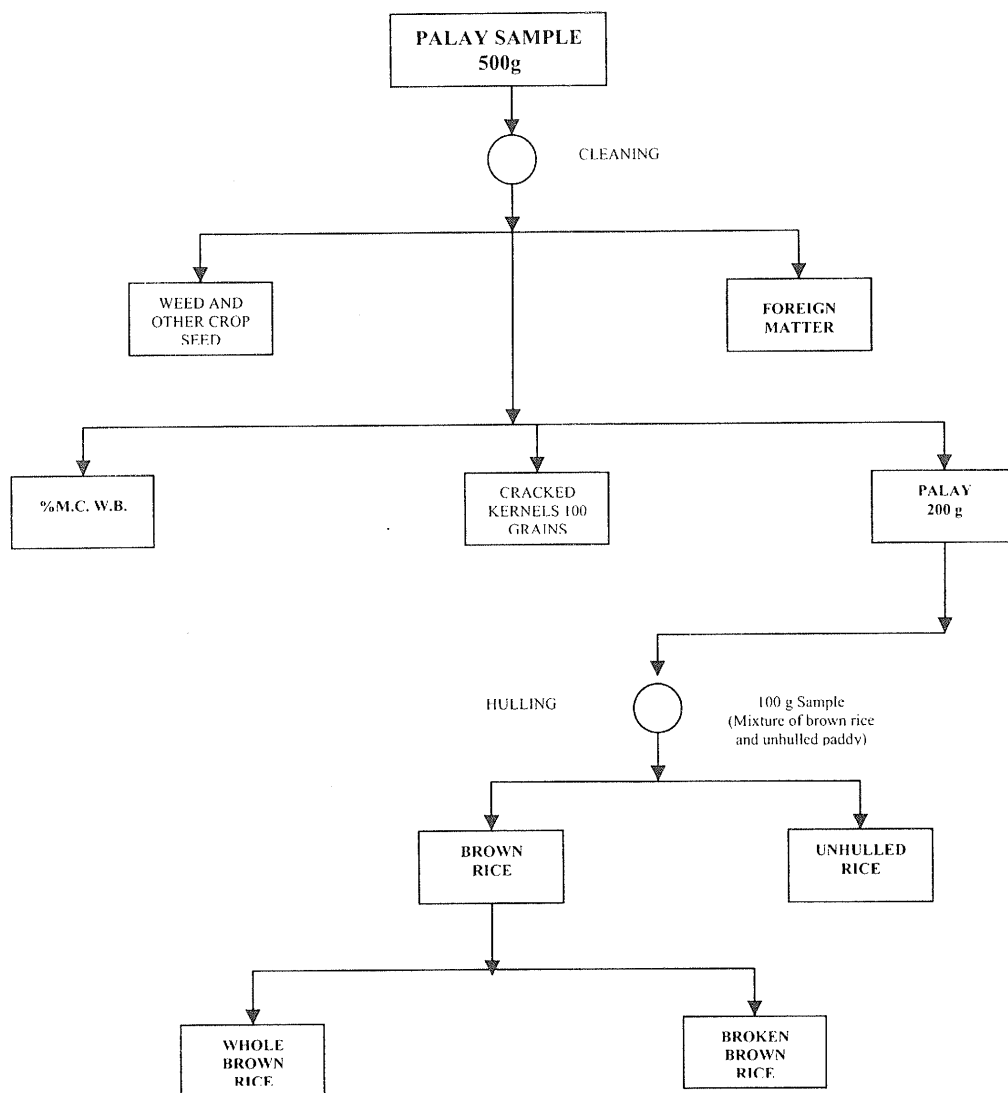 PALAY SAMPLE
500g
CLEANING
WEED AND
OTHER CROP
SEED
FOREIGN
MATTER
%M.C. W.B.
CRACKED
KERNELS 100
GRAINS
PALAY
200 g
HULLING
100 g Sample
(Mixture of brown rice
and unhulled paddy)
BROWN
RICE
UNHULLED
RICE
WHOLE
BROWN
RICE
BROKEN
BROWN
RICE